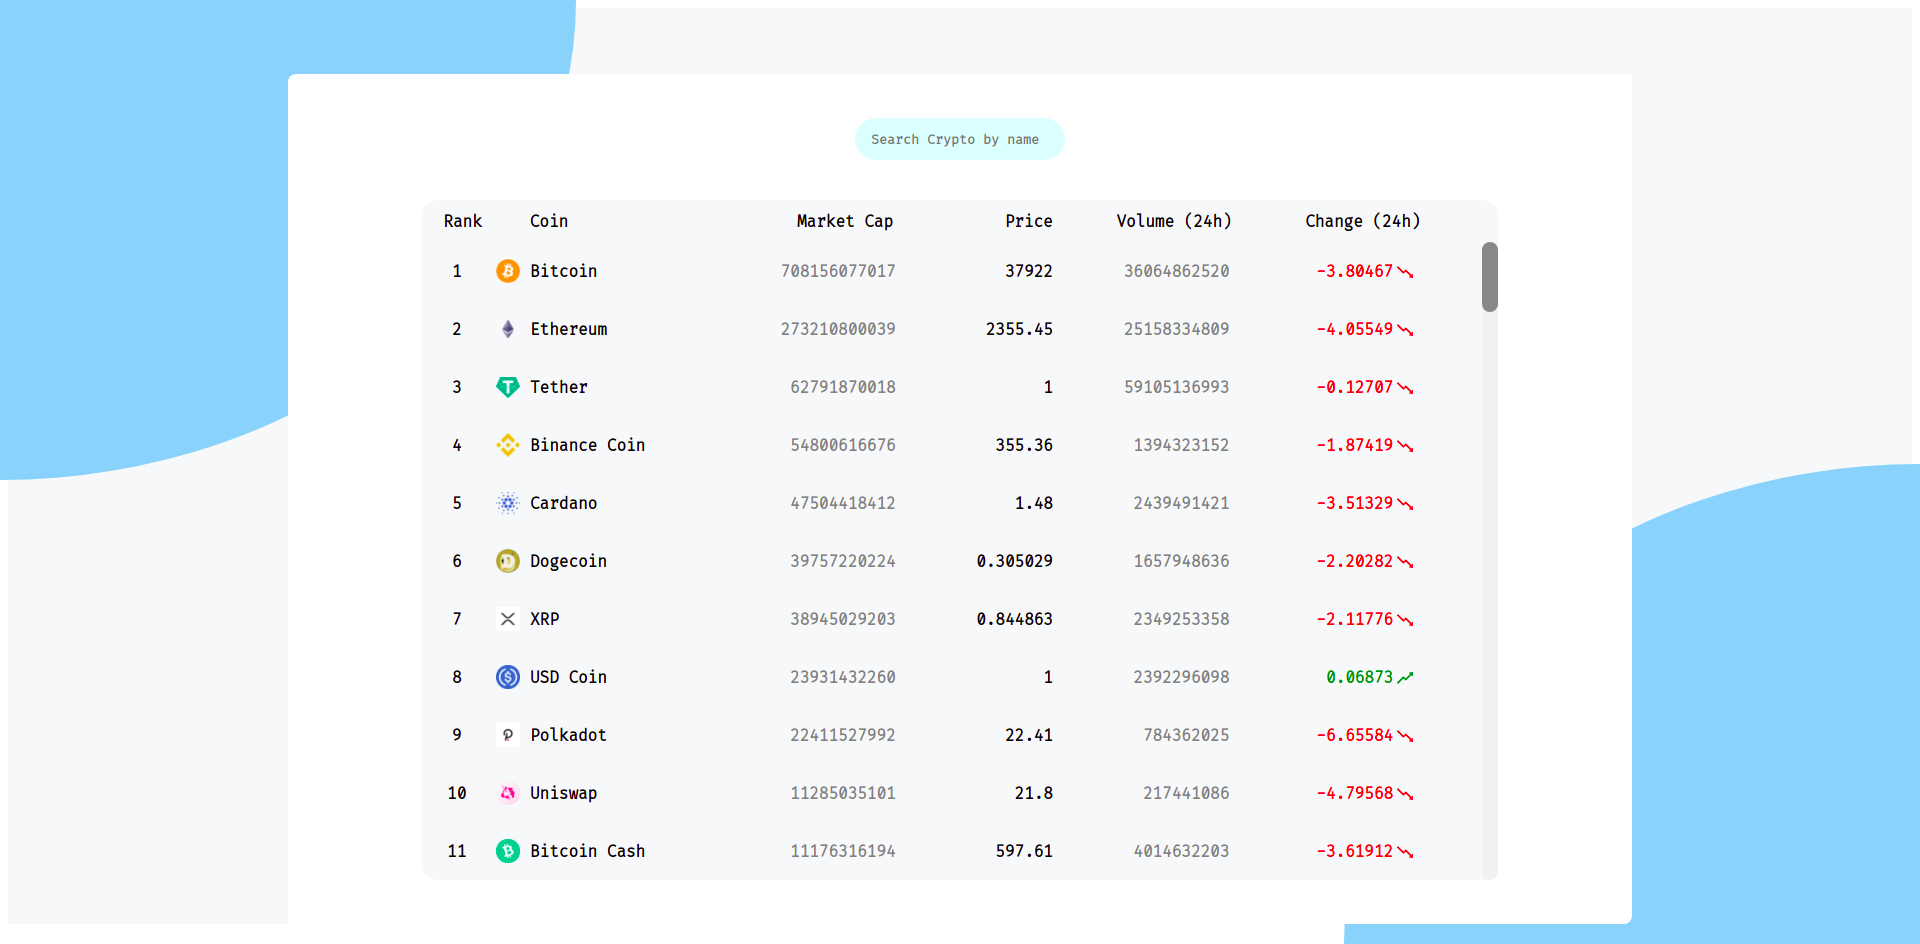 Search Crypto by name
Rank Coin Market Cap Price Volume (24h) Change (24h)
1 Bitcoin 708156077017 37922 36064862520 -3.80467
2 Ethereum 273210800039 2355.45 25158334809 -4.05549
3 Tether 62791870018 1 59105136993 -0.12707
4 Binance Coin 54800616676 355.36 1394323152 -1.87419
5 Cardano 47504418412 1.48 2439491421 -3.51329
6 Dogecoin 39757220224 0.305029 1657948636 -2.20282
7 XRP 38945029203 0.844863 2349253358 -2.11776
8 USD Coin 23931432260 1 2392296098 0.06873
9 Polkadot 22411527992 22.41 784362025 -6.65584
10 Uniswap 11285035101 21.8 217441086 -4.79568
11 Bitcoin Cash 11176316194 597.61 4014632203 -3.61912